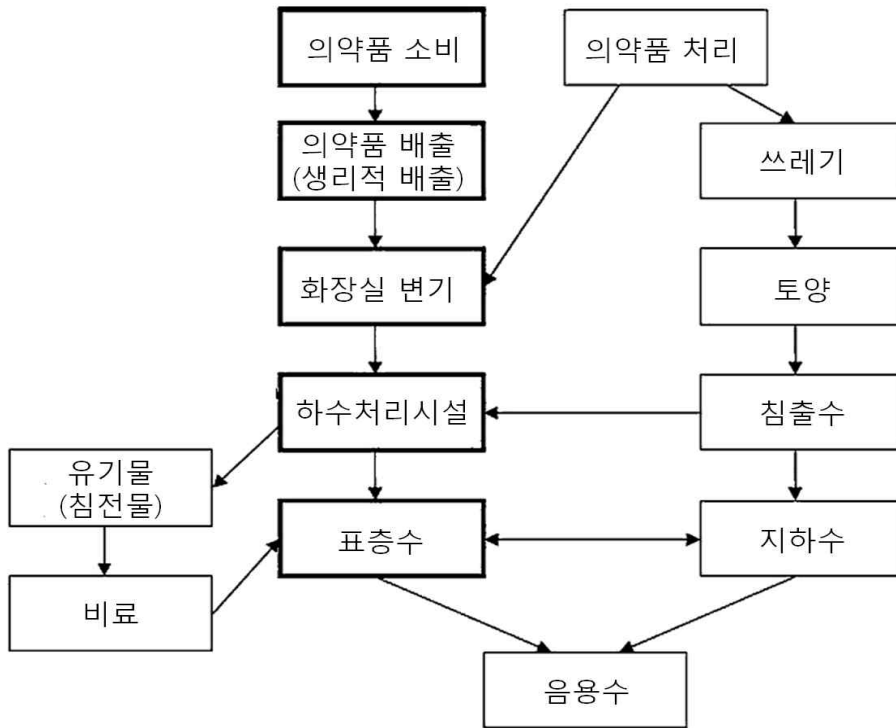 의약품 소비
의약품 처리
의약품 배출
(생리적 배출)
쓰레기
화장실 변기
토양
하수처리시설
침출수
유기물
(침전물)
표층수
지하수
비료
음용수